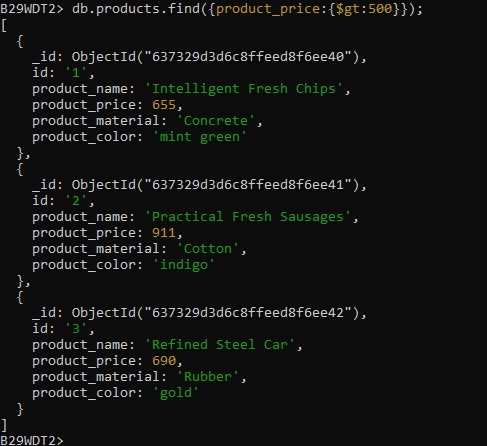 B29WDT2> db.products.find({product_price:{$gt:500}});
[
  {
    _id: ObjectId("637329d3d6c8ffeed8f6ee40"),
    id: '1',
    product_name: 'Intelligent Fresh Chips',
    product_price: 655,
    product_material: 'Concrete',
    product_color: 'mint green'
  },
  {
    _id: ObjectId("637329d3d6c8ffeed8f6ee41"),
    id: '2',
    product_name: 'Practical Fresh Sausages',
    product_price: 911,
    product_material: 'Cotton',
    product_color: 'indigo'
  },
  {
    _id: ObjectId("637329d3d6c8ffeed8f6ee42"),
    id: '3',
    product_name: 'Refined Steel Car',
    product_price: 690,
    product_material: 'Rubber',
    product_color: 'gold'
  }
]
B29WDT2>